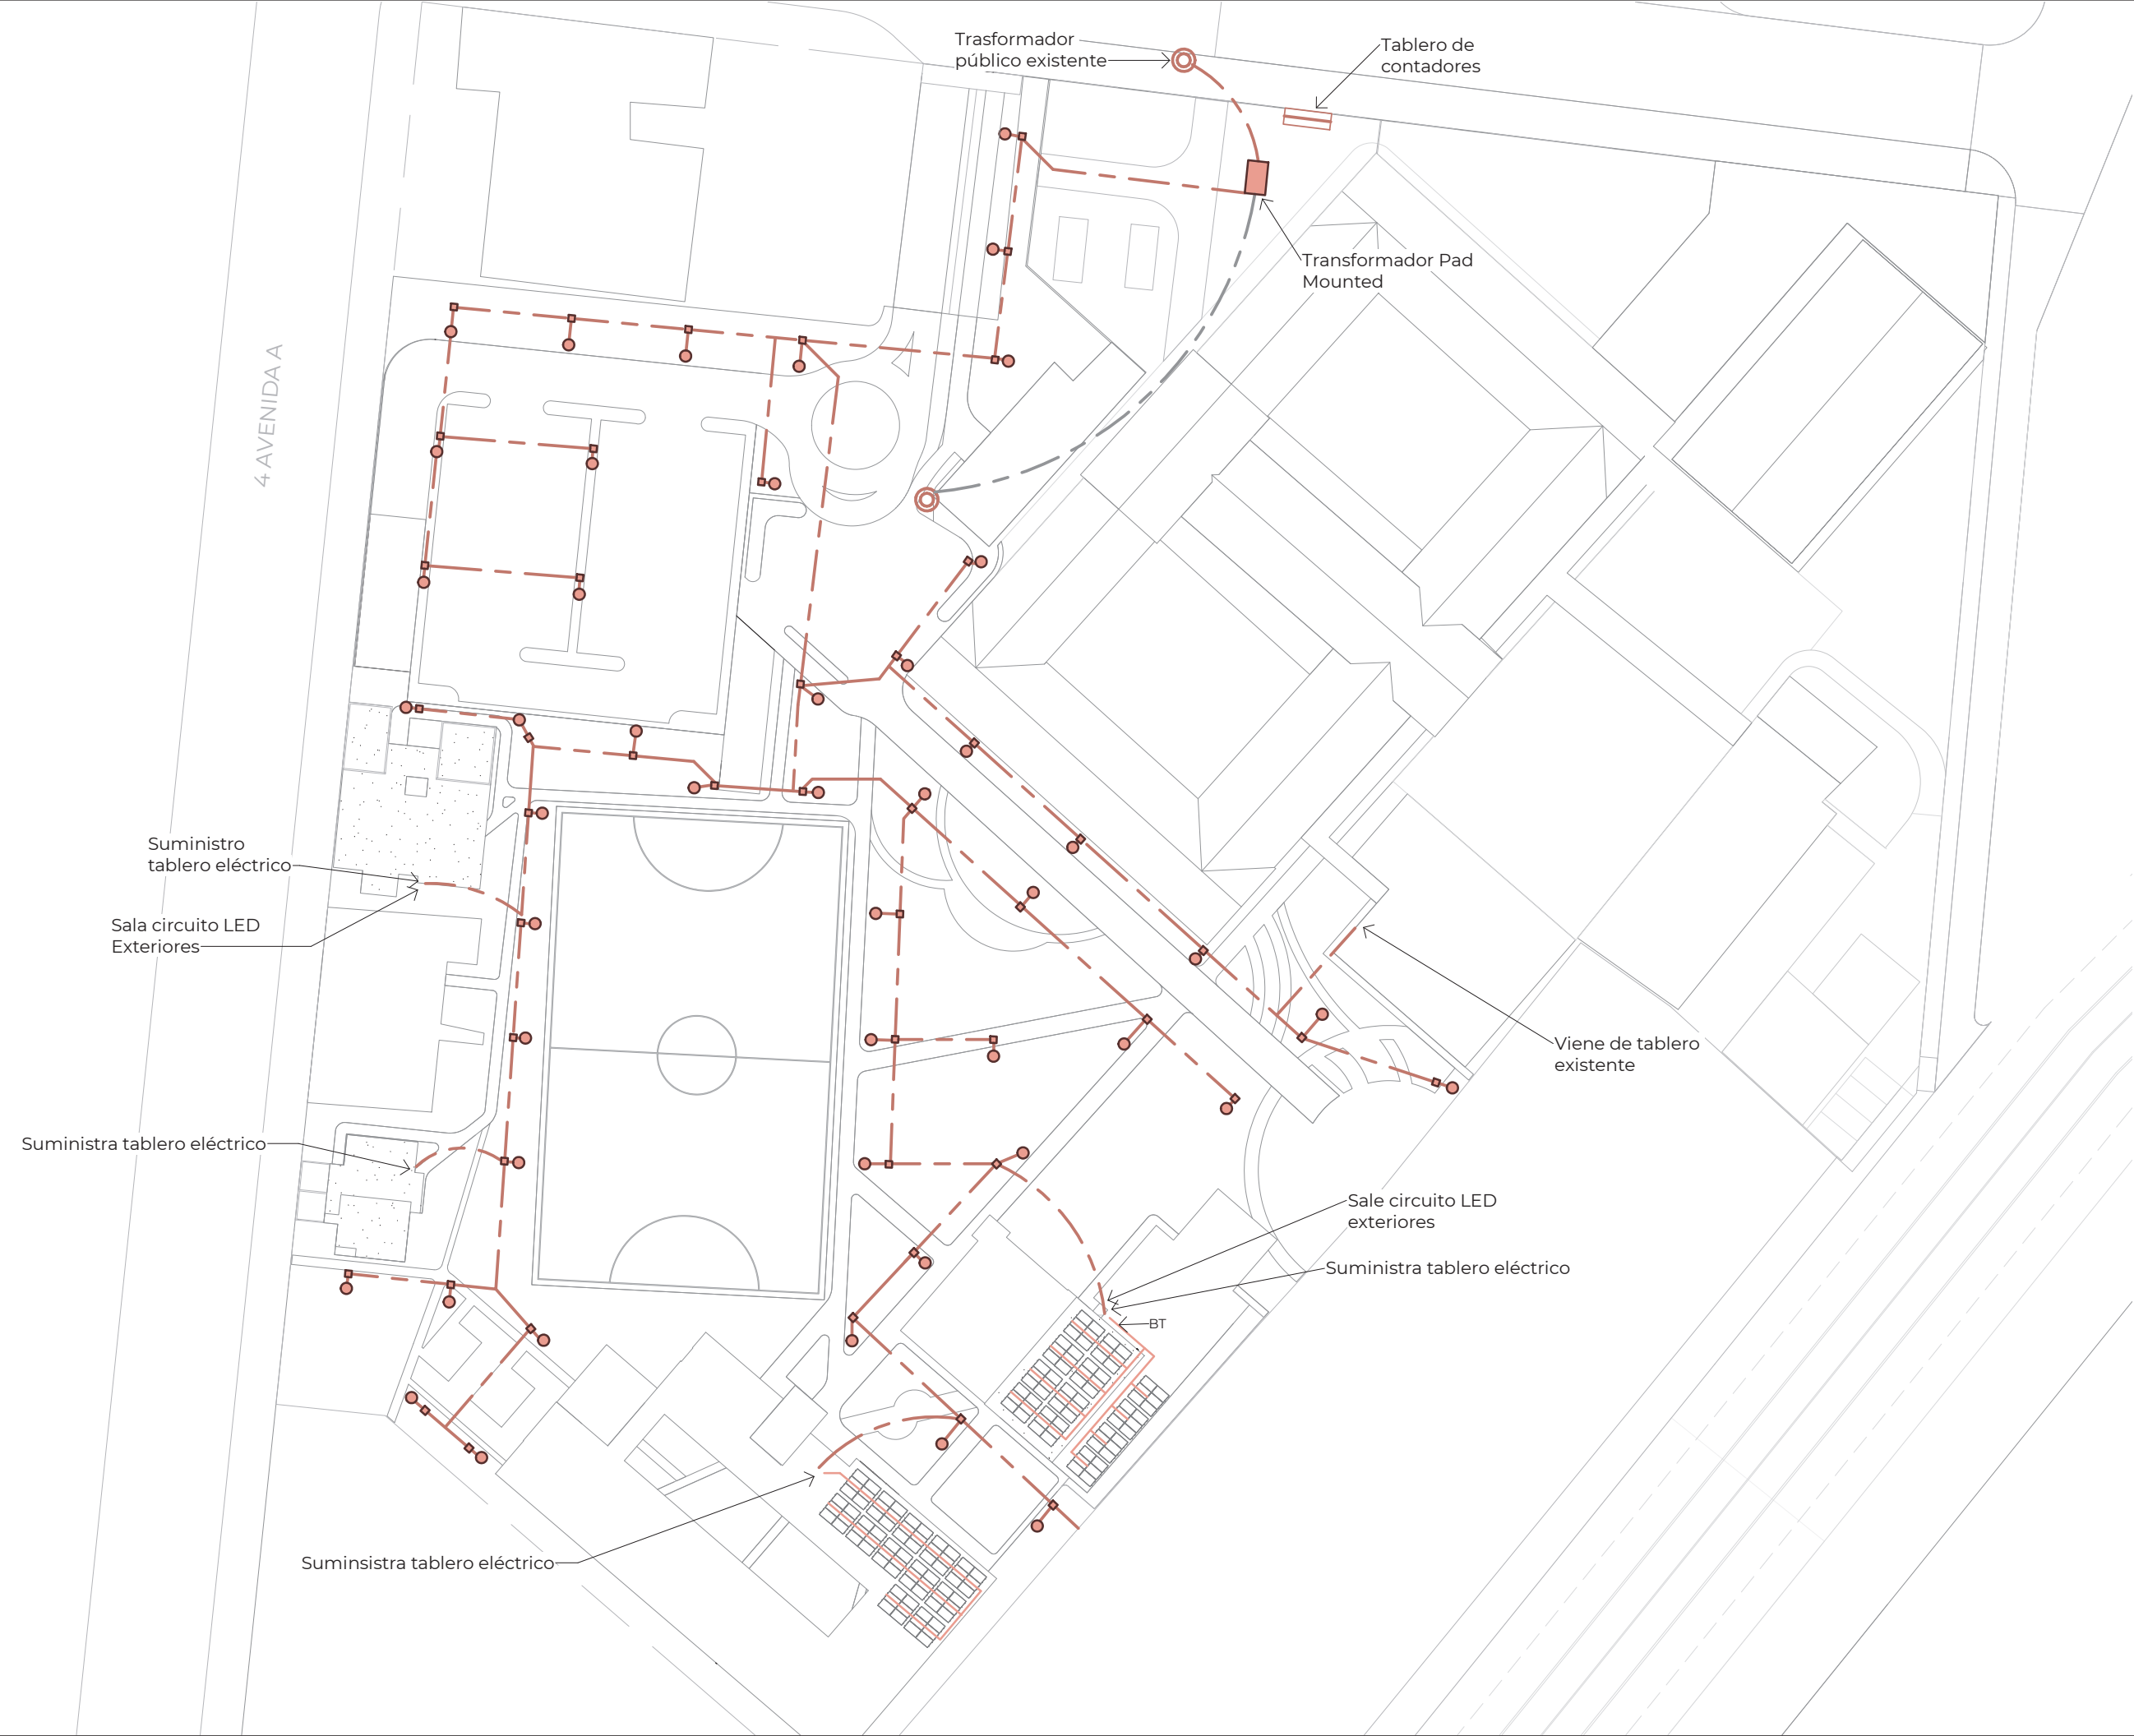 Trasformador
público existente
Tablero de
contadores
Transformador Pad
Mounted
4 AVENIDA A
Suministro
tablero eléctrico
Sala circuito LED
Exteriores
Viene de tablero
existente
Suministra tablero eléctrico
Sale circuito LED
exteriores
Suministra tablero eléctrico
BT
Suminsistra tablero eléctrico